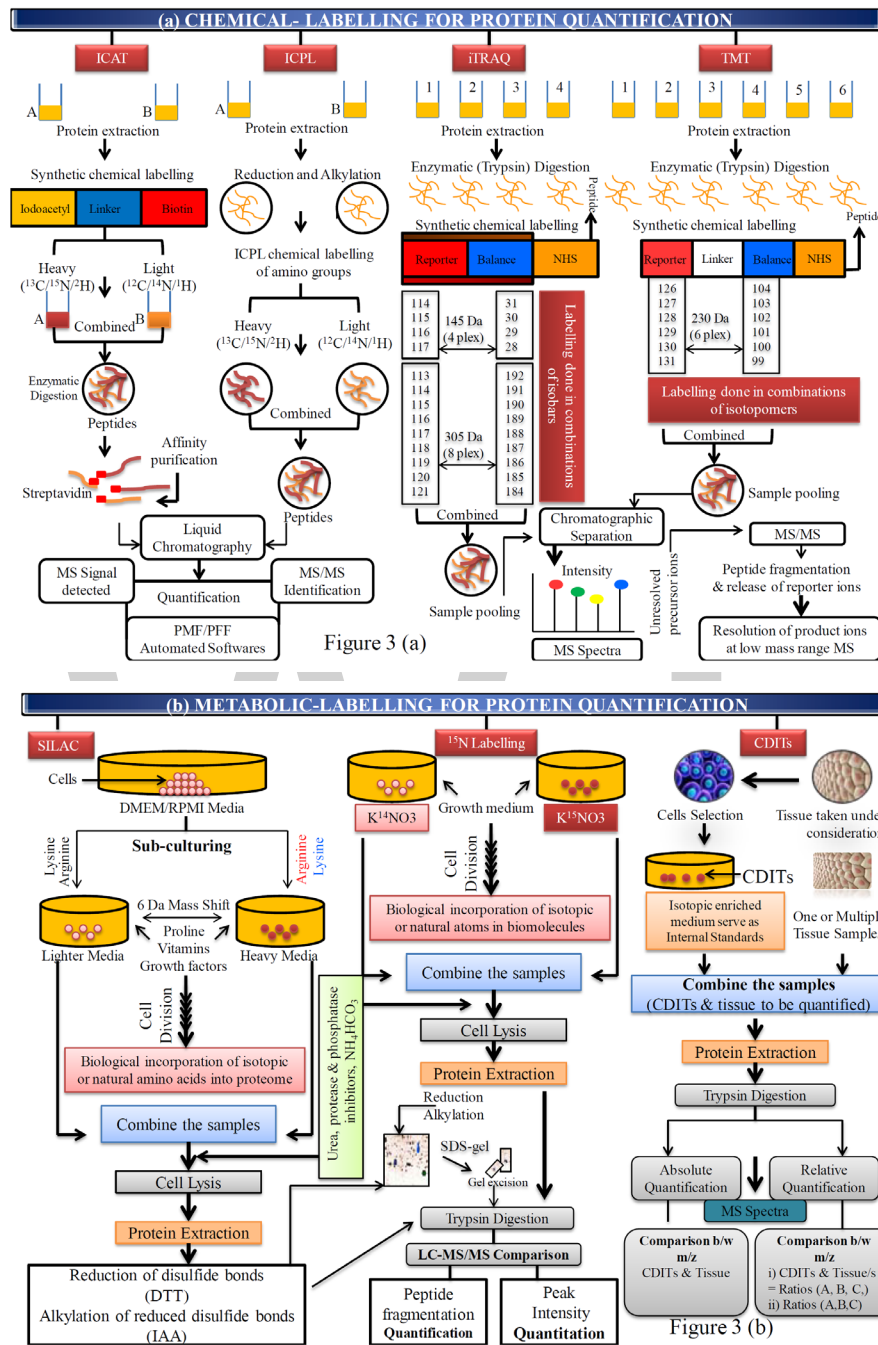 (a) CHEMICAL- LABELLING FOR PROTEIN QUANTIFICATION
ICAT
A
B
Protein extraction
Synthetic chemical labelling
Iodoacetyl
Linker
Biotin
Heavy
(¹³C/¹⁵N/²H)
Light
(¹²C/¹⁴N/¹H)
A
Combined
B
Enzymatic
Digestion
Peptides
Affinity
purification
Streptavidin
Liquid
Chromatography
MS Signal
detected
MS/MS
Identification
Quantification
PMF/PFF
Automated Softwares
ICPL
A
B
Protein extraction
Reduction and Alkylation
ICPL chemical labelling
of amino groups
Heavy
(¹³C/¹⁵N/²H)
Light
(¹²C/¹⁴N/¹H)
Combined
Peptides
iTRAQ
1
2
3
4
Protein extraction
Enzymatic (Trypsin) Digestion
Peptide
Synthetic chemical labelling
Reporter
Balance
NHS
114
115
116
117
145 Da
(4 plex)
31
30
29
28
113
114
115
116
117
118
119
120
121
305 Da
(8 plex)
192
191
190
189
188
187
186
185
184
Labelling done in combinations
of isobars
Combined
Sample pooling
Chromatographic
Separation
Intensity
MS Spectra
TMT
1
2
3
4
5
6
Protein extraction
Enzymatic (Trypsin) Digestion
Peptide
Synthetic chemical labelling
Reporter
Linker
Balance
NHS
126
127
128
129
130
131
230 Da
(6 plex)
104
103
102
101
100
99
Labelling done in combinations
of isotopomers
Combined
Sample pooling
Unresolved
precursor ions
MS/MS
Peptide fragmentation
& release of reporter ions
Resolution of product ions
at low mass range MS
Figure 3 (a)
(b) METABOLIC-LABELLING FOR PROTEIN QUANTIFICATION
SILAC
Cells
DMEM/RPMI Media
Sub-culturing
Lysine
Arginine
Arginine
Lysine
6 Da Mass Shift
Proline
Vitamins
Growth factors
Lighter Media
Heavy Media
Cell
Division
Biological incorporation of isotopic
or natural amino acids into proteome
Combine the samples
Cell Lysis
Protein Extraction
Reduction of disulfide bonds
(DTT)
Alkylation of reduced disulfide bonds
(IAA)
Urea, protease & phosphatase
inhibitors, NH₄HCO₃
¹⁵N Labelling
K¹⁴NO3
Growth medium
K¹⁵NO3
Cell
Division
Biological incorporation of isotopic
or natural atoms in biomolecules
Combine the samples
Cell Lysis
Protein Extraction
Reduction
Alkylation
SDS-gel
Gel excision
Trypsin Digestion
LC-MS/MS Comparison
Peptide
fragmentation
Quantification
Peak
Intensity
Quantitation
CDITs
Cells Selection
Tissue taken under
consideration
CDITs
Isotopic enriched
medium serve as
Internal Standards
One or Multiple
Tissue Samples
Combine the samples
(CDITs & tissue to be quantified)
Protein Extraction
Trypsin Digestion
Absolute
Quantification
Relative
Quantification
MS Spectra
Comparison b/w
m/z
CDITs & Tissue
Comparison b/w
m/z
i) CDITs & Tissue/s
= Ratios (A, B, C,)
ii) Ratios (A,B,C)
Figure 3 (b)